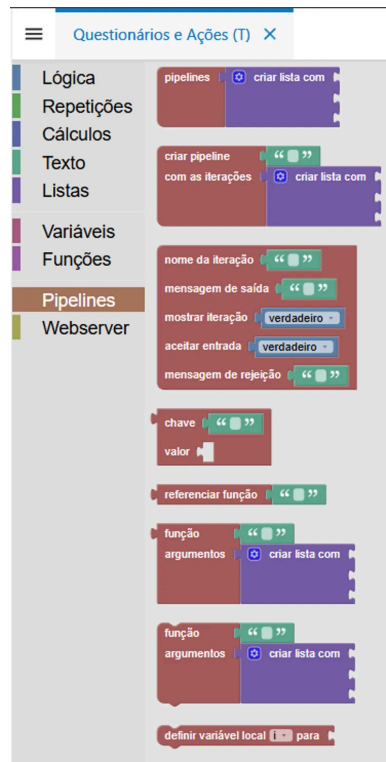 Questionários e Ações (T) ×
Lógica
Repetições
Cálculos
Texto
Listas
Variáveis
Funções
Pipelines
Webserver
pipelines criar lista com
criar pipeline “ ”
com as iterações criar lista com
nome da iteração “ ”
mensagem de saída “ ”
mostrar iteração verdadeiro
aceitar entrada verdadeiro
mensagem de rejeição “ ”
chave “ ”
valor
referenciar função “ ”
função “ ”
argumentos criar lista com
função “ ”
argumentos criar lista com
definir variável local i para